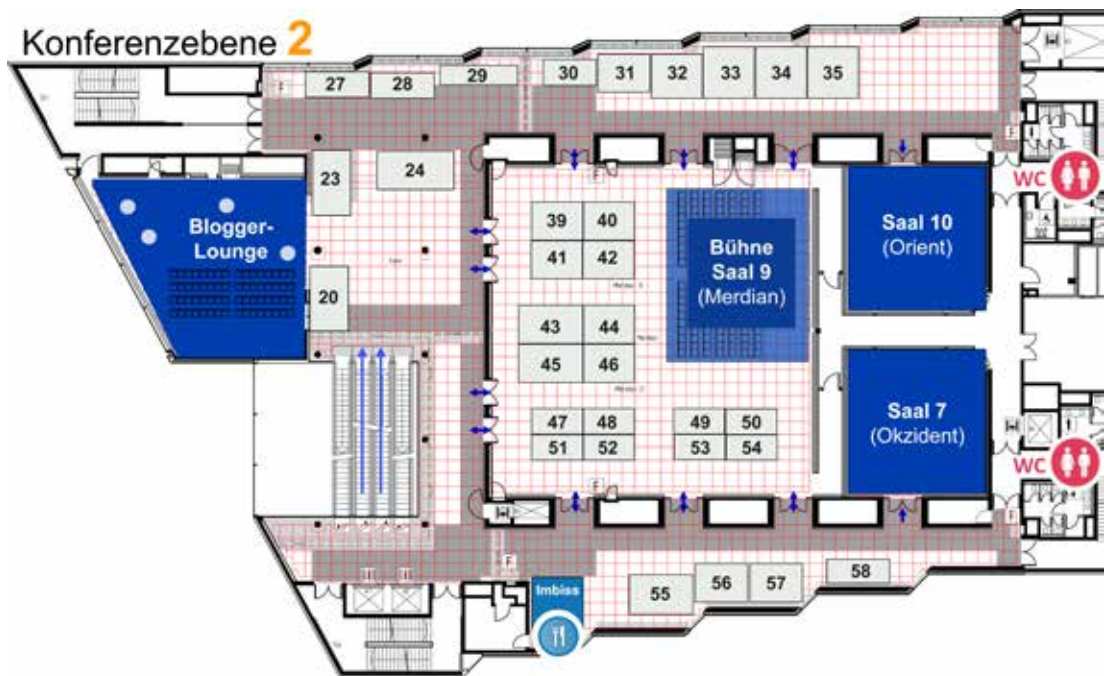 Konferenzebene 2
27
28
29
30
31
32
33
34
35
F
F
23
24
F
WC
Blogger-
Lounge
39
40
41
42
Bühne
Saal 9
(Merdian)
Saal 10
(Orient)
20
43
44
45
46
47
48
49
50
51
52
53
54
Saal 7
(Okzident)
WC
F
F
F
Imbiss
55
56
57
58